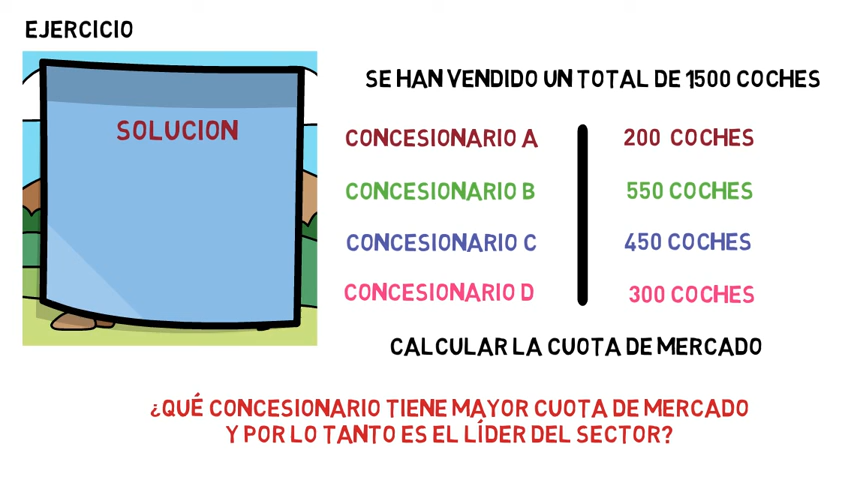 EJERCICIO
SOLUCION
SE HAN VENDIDO UN TOTAL DE 1500 COCHES
CONCESIONARIO A 200 COCHES
CONCESIONARIO B 550 COCHES
CONCESIONARIO C 450 COCHES
CONCESIONARIO D 300 COCHES
CALCULAR LA CUOTA DE MERCADO
¿QUÉ CONCESIONARIO TIENE MAYOR CUOTA DE MERCADO
Y POR LO TANTO ES EL LÍDER DEL SECTOR?